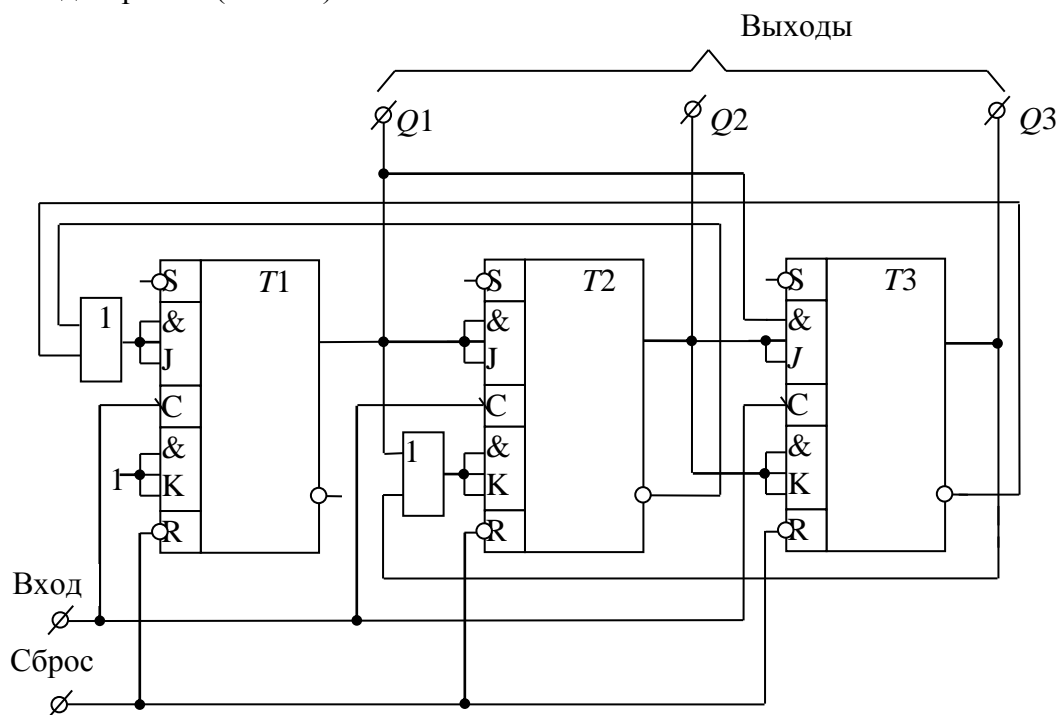 Выходы
Q1 Q2 Q3
S T1 S T2 S T3
1 & & &
J J J
C C C
& 1 & &
1 K K K
R R R
Вход
Сброс